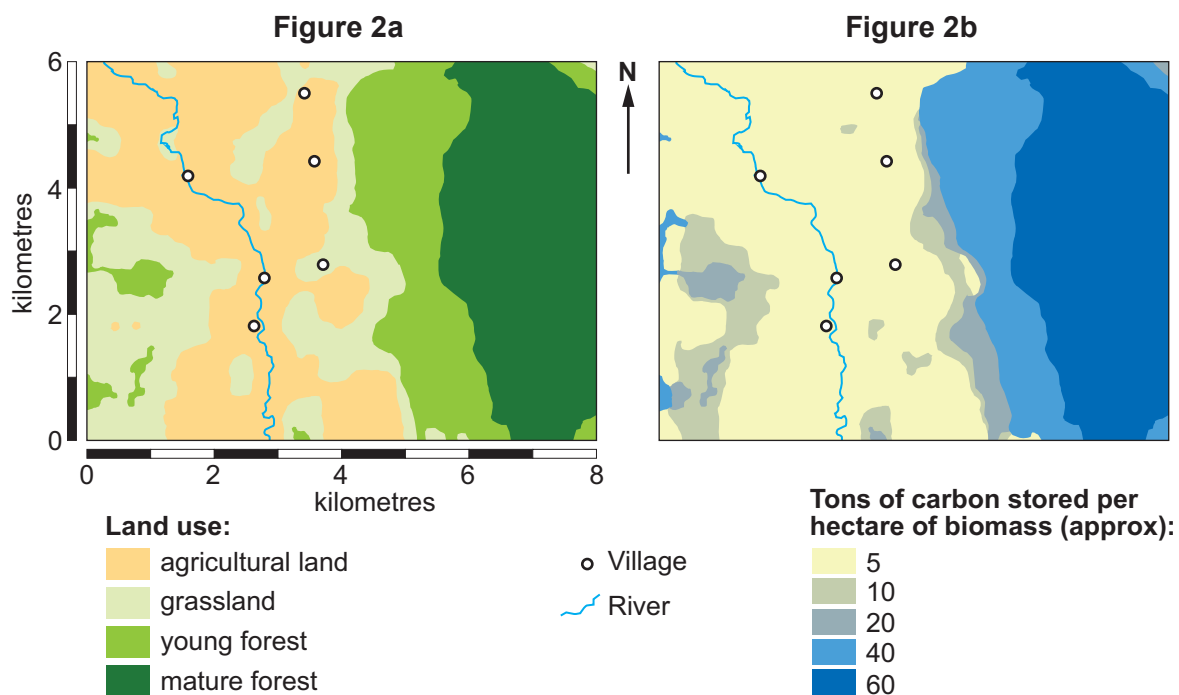 Figure 2a
Figure 2b
6
4
2
0
kilometres
N
0 2 4 6 8
kilometres
Land use:
agricultural land
grassland
young forest
mature forest
Village
River
Tons of carbon stored per
hectare of biomass (approx):
5
10
20
40
60